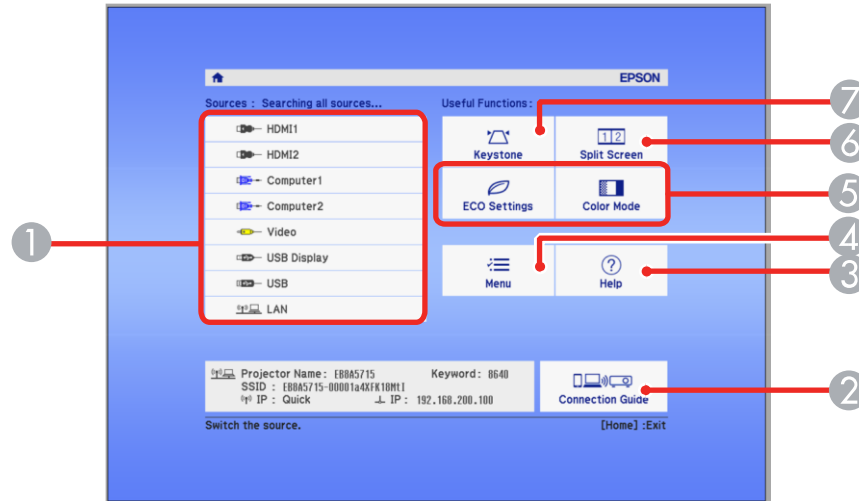 EPSON
Sources : Searching all sources...
Useful Functions:
HDMI1
HDMI2
Computer1
Computer2
Video
USB Display
USB
LAN
Keystone
Split Screen
ECO Settings
Color Mode
Menu
Help
Projector Name: EB8A5715 Keyword: 8640
SSID : EB8A5715-00001a4XFK18MtI
IP : Quick IP : 192.168.200.100
Connection Guide
Switch the source.
[Home] :Exit
1
7
6
5
4
3
2
1 2